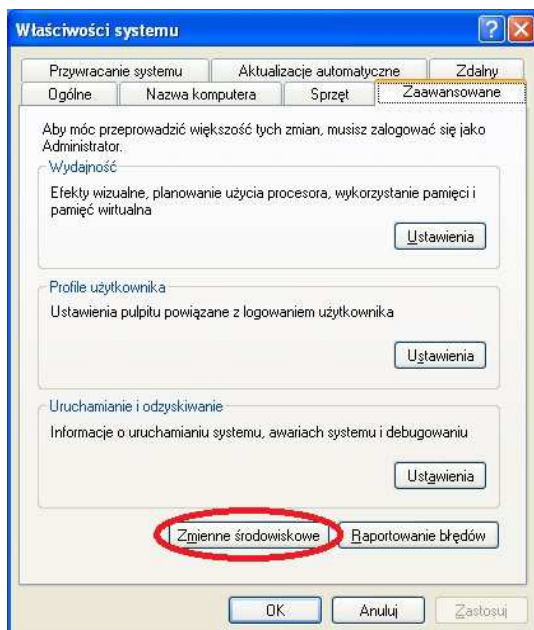 Właściwości systemu
Przywracanie systemu Aktualizacje automatyczne Zdalny
Ogólne Nazwa komputera Sprzęt Zaawansowane
Aby móc przeprowadzić większość tych zmian, musisz zalogować się jako
Administrator.
Wydajność
Efekty wizualne, planowanie użycia procesora, wykorzystanie pamięci i
pamięć wirtualna
Ustawienia
Profile użytkownika
Ustawienia pulpitu powiązane z logowaniem użytkownika
Ustawienia
Uruchamianie i odzyskiwanie
Informacje o uruchamianiu systemu, awariach systemu i debugowaniu
Ustawienia
Zmienne środowiskowe Raportowanie błędów
OK Anuluj Zastosuj